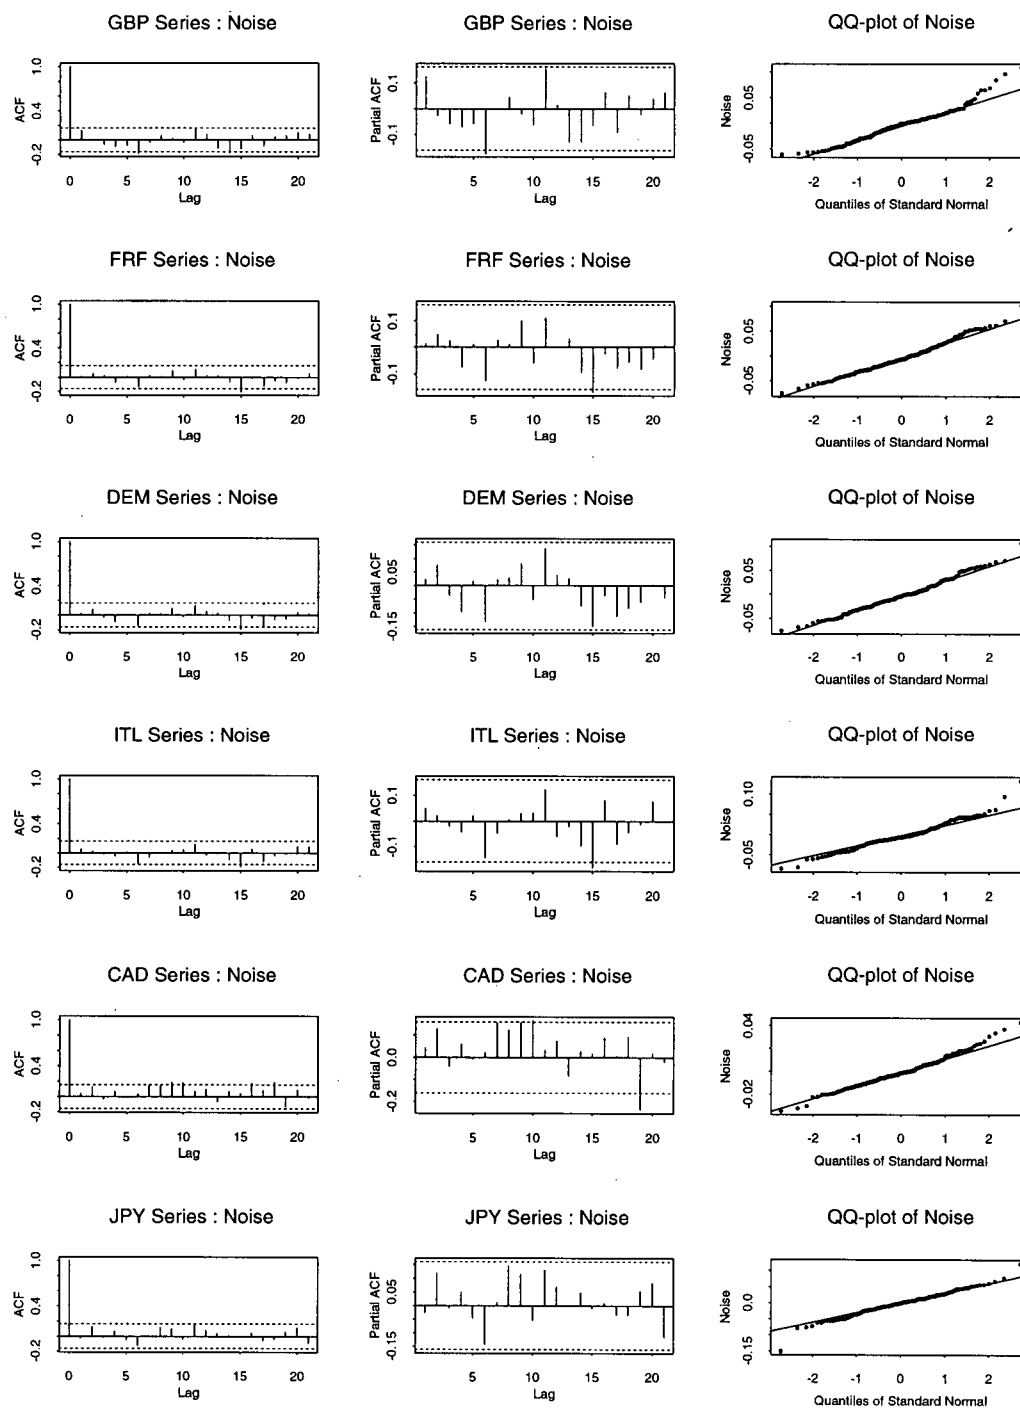 GBP Series : Noise
GBP Series : Noise
QQ-plot of Noise
ACF
1.0
0.4
-0.2
0 5 10 15 20
Lag
Partial ACF
0.1
-0.1
5 10 15 20
Lag
Noise
0.05
-0.05
-2 -1 0 1 2
Quantiles of Standard Normal
FRF Series : Noise
FRF Series : Noise
QQ-plot of Noise
ACF
1.0
0.4
-0.2
0 5 10 15 20
Lag
Partial ACF
0.1
-0.1
5 10 15 20
Lag
Noise
0.05
-0.05
-2 -1 0 1 2
Quantiles of Standard Normal
DEM Series : Noise
DEM Series : Noise
QQ-plot of Noise
ACF
1.0
0.4
-0.2
0 5 10 15 20
Lag
Partial ACF
0.05
-0.15
5 10 15 20
Lag
Noise
0.05
-0.05
-2 -1 0 1 2
Quantiles of Standard Normal
ITL Series : Noise
ITL Series : Noise
QQ-plot of Noise
ACF
1.0
0.4
-0.2
0 5 10 15 20
Lag
Partial ACF
0.1
-0.1
5 10 15 20
Lag
Noise
0.10
-0.05
-2 -1 0 1 2
Quantiles of Standard Normal
CAD Series : Noise
CAD Series : Noise
QQ-plot of Noise
ACF
1.0
0.4
-0.2
0 5 10 15 20
Lag
Partial ACF
0.0
-0.2
5 10 15 20
Lag
Noise
0.04
-0.02
-2 -1 0 1 2
Quantiles of Standard Normal
JPY Series : Noise
JPY Series : Noise
QQ-plot of Noise
ACF
1.0
0.4
-0.2
0 5 10 15 20
Lag
Partial ACF
0.05
-0.15
5 10 15 20
Lag
Noise
0.0
-0.15
-2 -1 0 1 2
Quantiles of Standard Normal